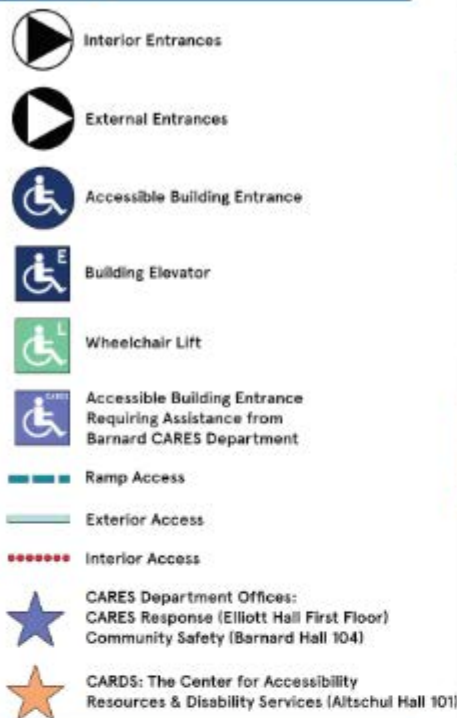 Interior Entrances
External Entrances
Accessible Building Entrance
E
Building Elevator
L
Wheelchair Lift
CARES
Accessible Building Entrance
Requiring Assistance from
Barnard CARES Department
Ramp Access
Exterior Access
Interior Access
CARES Department Offices:
CARES Response (Elliott Hall First Floor)
Community Safety (Barnard Hall 104)
CARDS: The Center for Accessibility
Resources & Disability Services (Altschul Hall 101)